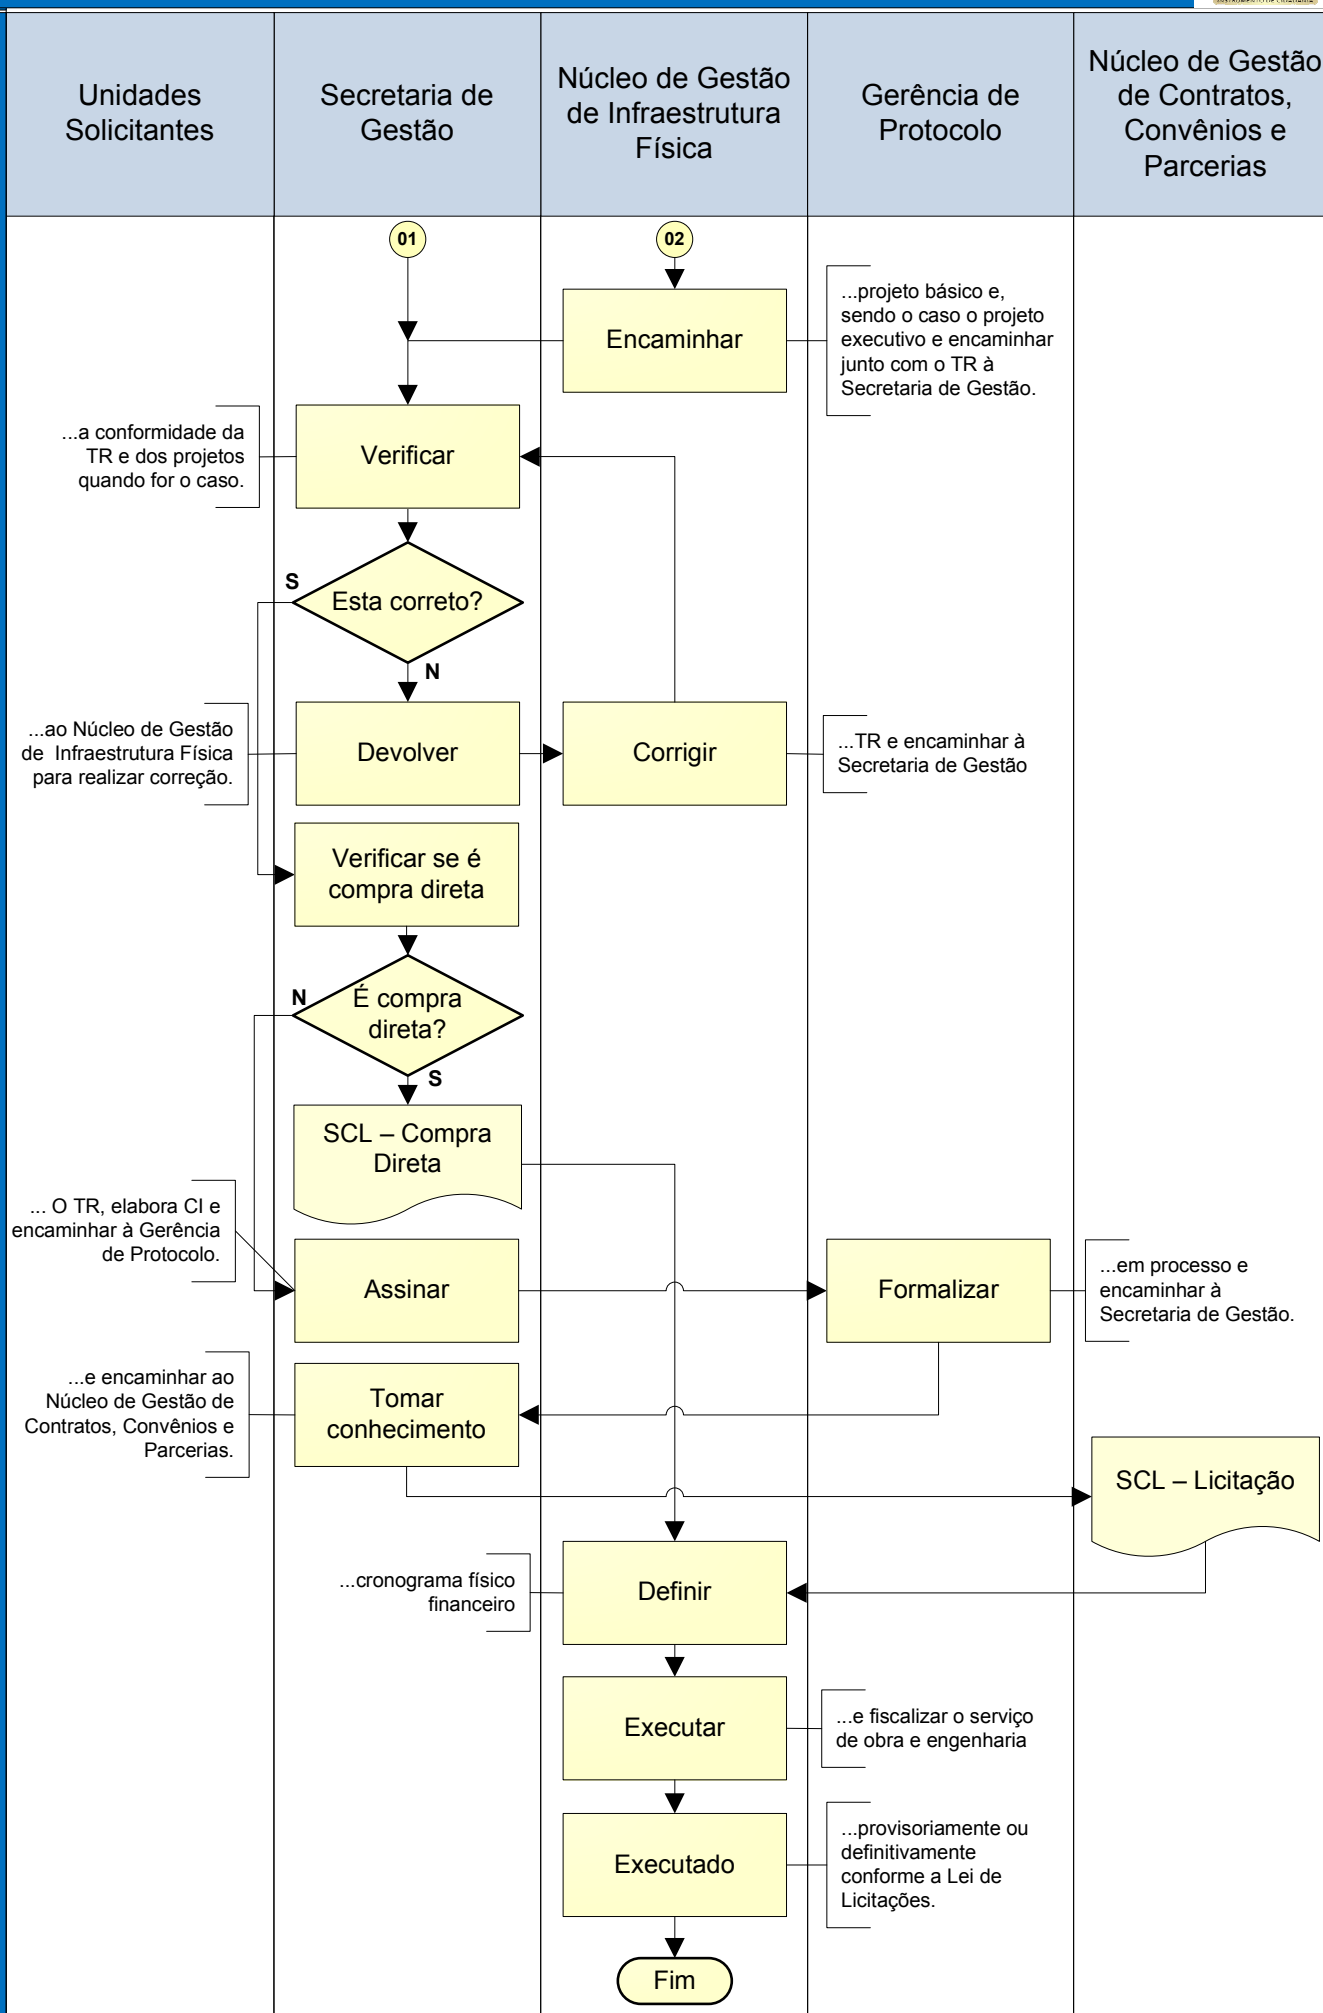 Unidades
Solicitantes
Secretaria de
Gestão
Núcleo de Gestão
de Infraestrutura
Física
Gerência de
Protocolo
Núcleo de Gestão
de Contratos,
Convênios e
Parcerias
01
02
Encaminhar
...projeto básico e,
sendo o caso o projeto
executivo e encaminhar
junto com o TR à
Secretaria de Gestão.
...a conformidade da
TR e dos projetos
quando for o caso.
Verificar
S
Esta correto?
N
...ao Núcleo de Gestão
de Infraestrutura Física
para realizar correção.
Devolver
Corrigir
...TR e encaminhar à
Secretaria de Gestão
Verificar se é
compra direta
N
É compra
direta?
S
SCL – Compra
Direta
... O TR, elabora CI e
encaminhar à Gerência
de Protocolo.
Assinar
Formalizar
...em processo e
encaminhar à
Secretaria de Gestão.
...e encaminhar ao
Núcleo de Gestão de
Contratos, Convênios e
Parcerias.
Tomar
conhecimento
SCL – Licitação
...cronograma físico
financeiro
Definir
Executar
...e fiscalizar o serviço
de obra e engenharia
Executado
...provisoriamente ou
definitivamente
conforme a Lei de
Licitações.
Fim